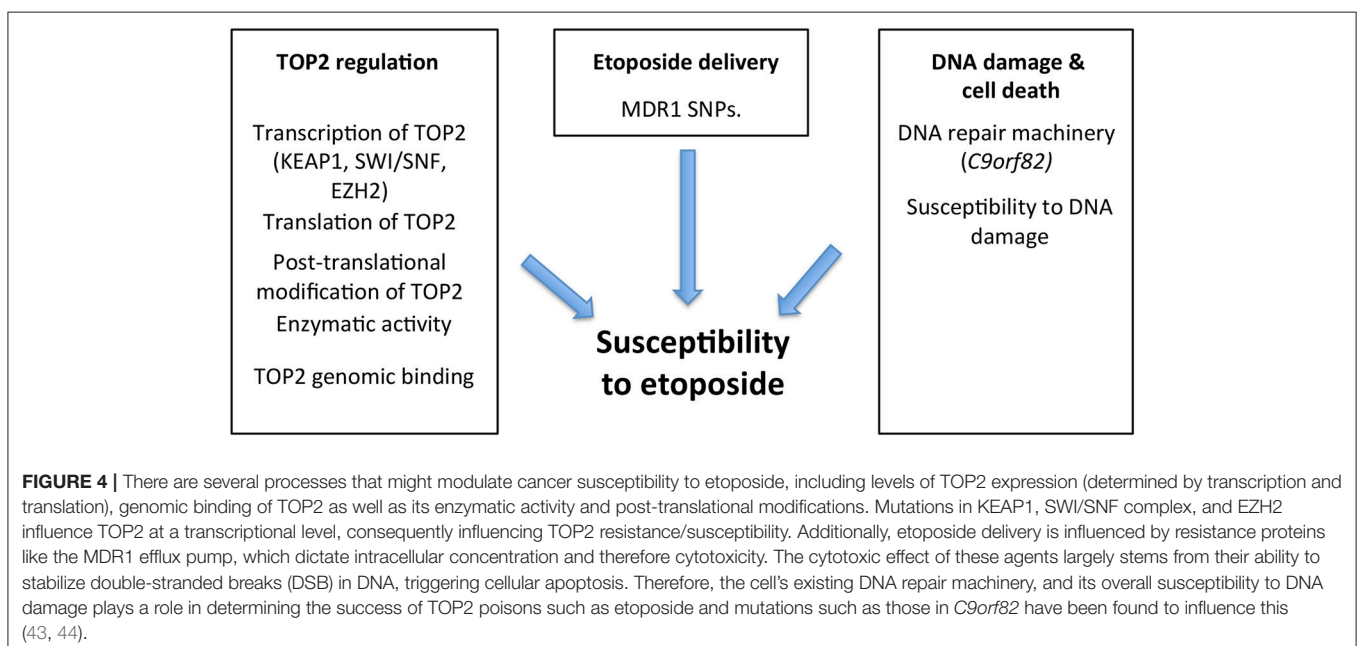 TOP2 regulation
Transcription of TOP2
(KEAP1, SWI/SNF,
EZH2)
Translation of TOP2
Post-translational
modification of TOP2
Enzymatic activity
TOP2 genomic binding
Etoposide delivery
MDR1 SNPs.
DNA damage &
cell death
DNA repair machinery
(C9orf82)
Susceptibility to DNA
damage
Susceptibility
to etoposide
FIGURE 4 | There are several processes that might modulate cancer susceptibility to etoposide, including levels of TOP2 expression (determined by transcription and
translation), genomic binding of TOP2 as well as its enzymatic activity and post-translational modifications. Mutations in KEAP1, SWI/SNF complex, and EZH2
influence TOP2 at a transcriptional level, consequently influencing TOP2 resistance/susceptibility. Additionally, etoposide delivery is influenced by resistance proteins
like the MDR1 efflux pump, which dictate intracellular concentration and therefore cytotoxicity. The cytotoxic effect of these agents largely stems from their ability to
stabilize double-stranded breaks (DSB) in DNA, triggering cellular apoptosis. Therefore, the cell's existing DNA repair machinery, and its overall susceptibility to DNA
damage plays a role in determining the success of TOP2 poisons such as etoposide and mutations such as those in C9orf82 have been found to influence this
(43, 44).